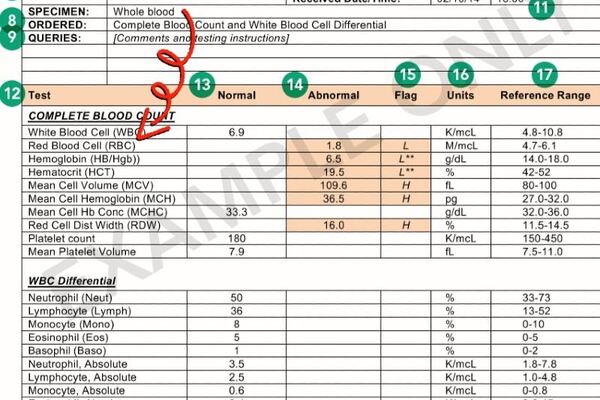 SPECIMEN: Whole blood
8 ORDERED: Complete Blood Count and White Blood Cell Differential
9 QUERIES: [Comments and testing instructions]
11
12 Test 13 Normal 14 Abnormal 15 Flag 16 Units 17 Reference Range
COMPLETE BLOOD COUNT
White Blood Cell (WBC) 6.9 K/mcL 4.8-10.8
Red Blood Cell (RBC) 1.8 L M/mcL 4.7-6.1
Hemoglobin (HB/Hgb)) 6.5 L** g/dL 14.0-18.0
Hematocrit (HCT) 19.5 L** % 42-52
Mean Cell Volume (MCV) 109.6 H fL 80-100
Mean Cell Hemoglobin (MCH) 36.5 H pg 27.0-32.0
Mean Cell Hb Conc (MCHC) 33.3 g/dL 32.0-36.0
Red Cell Dist Width (RDW) 16.0 H % 11.5-14.5
Platelet count 180 K/mcL 150-450
Mean Platelet Volume 7.9 fL 7.5-11.0
WBC Differential
Neutrophil (Neut) 50 % 33-73
Lymphocyte (Lymph) 36 % 13-52
Monocyte (Mono) 8 % 0-10
Eosinophil (Eos) 5 % 0-5
Basophil (Baso) 1 % 0-2
Neutrophil, Absolute 3.5 K/mcL 1.8-7.8
Lymphocyte, Absolute 2.5 K/mcL 1.0-4.8
Monocyte, Absolute 0.6 K/mcL 0-0.8
EXAMPLE ONLY